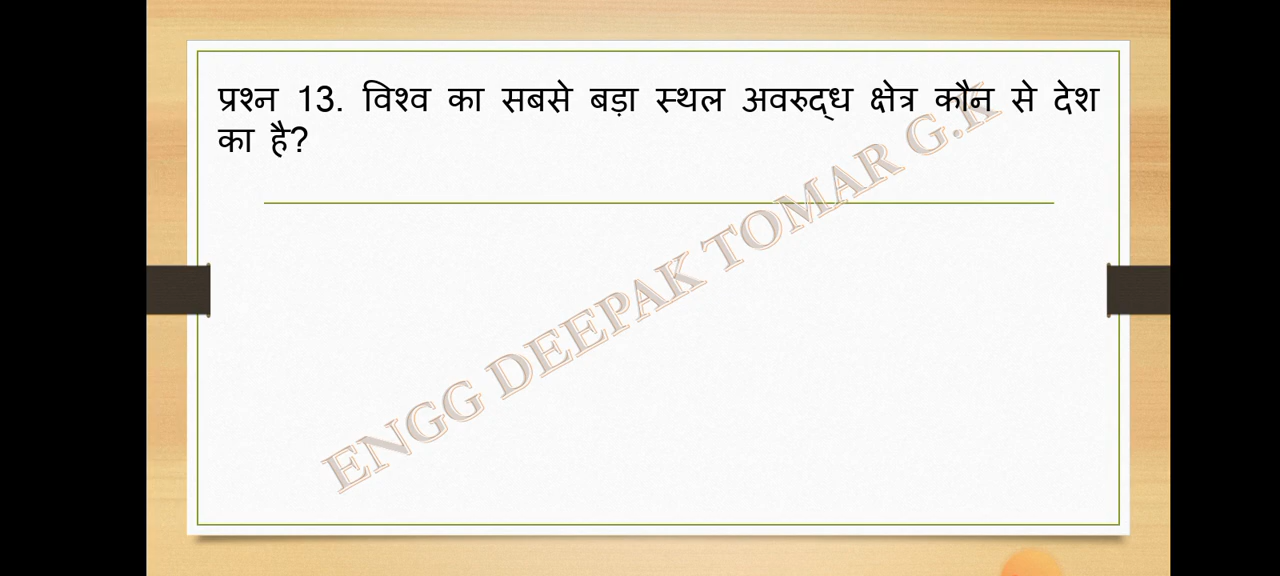 प्रश्न 13. विश्व का सबसे बड़ा स्थल अवरुद्ध क्षेत्र कौन से देश
का है?
ENGG DEEPAK TOMAR G.K